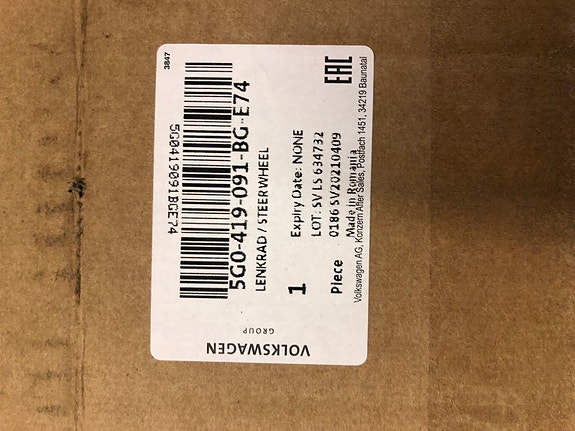 3847
5G0419091BGE74
5G0-419-091-BG -E74
LENKRAD / STEERWHEEL
1
Expiry Date: NONE
LOT: SV LS 634732
Piece
0186 SV20210409
Made in Romania
Volkswagen AG, Konzern After Sales, Postfach 1451, 34219 Baunatal
EAC
VOLKSWAGEN
GROUP